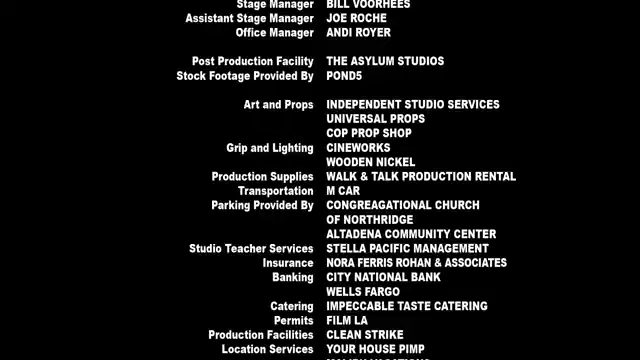 Stage Manager BILL VOORHEES
Assistant Stage Manager JOE ROCHE
Office Manager ANDI ROYER
Post Production Facility THE ASYLUM STUDIOS
Stock Footage Provided By POND5
Art and Props INDEPENDENT STUDIO SERVICES
UNIVERSAL PROPS
COP PROP SHOP
Grip and Lighting CINEWORKS
WOODEN NICKEL
Production Supplies WALK & TALK PRODUCTION RENTAL
Transportation M CAR
Parking Provided By CONGREAGATIONAL CHURCH
OF NORTHRIDGE
ALTADENA COMMUNITY CENTER
Studio Teacher Services STELLA PACIFIC MANAGEMENT
Insurance NORA FERRIS ROHAN & ASSOCIATES
Banking CITY NATIONAL BANK
WELLS FARGO
Catering IMPECCABLE TASTE CATERING
Permits FILM LA
Production Facilities CLEAN STRIKE
Location Services YOUR HOUSE PIMP